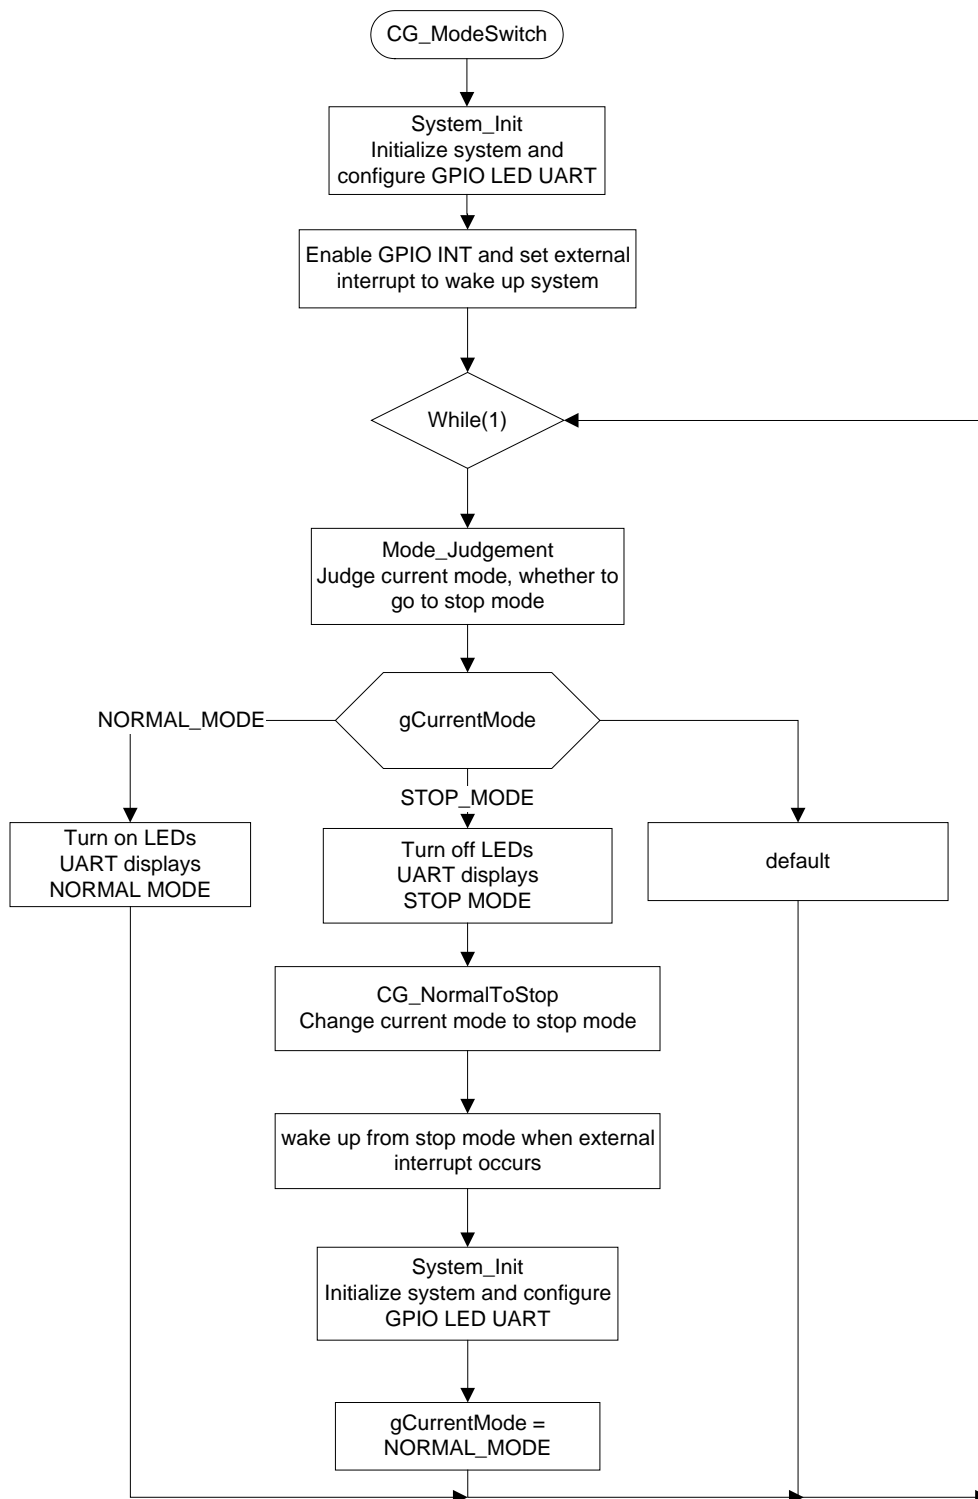 CG_ModeSwitch
System_Init
Initialize system and
configure GPIO LED UART
Enable GPIO INT and set external
interrupt to wake up system
While(1)
Mode_Judgement
Judge current mode, whether to
go to stop mode
gCurrentMode
NORMAL_MODE
STOP_MODE
Turn on LEDs
UART displays
NORMAL MODE
Turn off LEDs
UART displays
STOP MODE
default
CG_NormalToStop
Change current mode to stop mode
wake up from stop mode when external
interrupt occurs
System_Init
Initialize system and configure
GPIO LED UART
gCurrentMode =
NORMAL_MODE